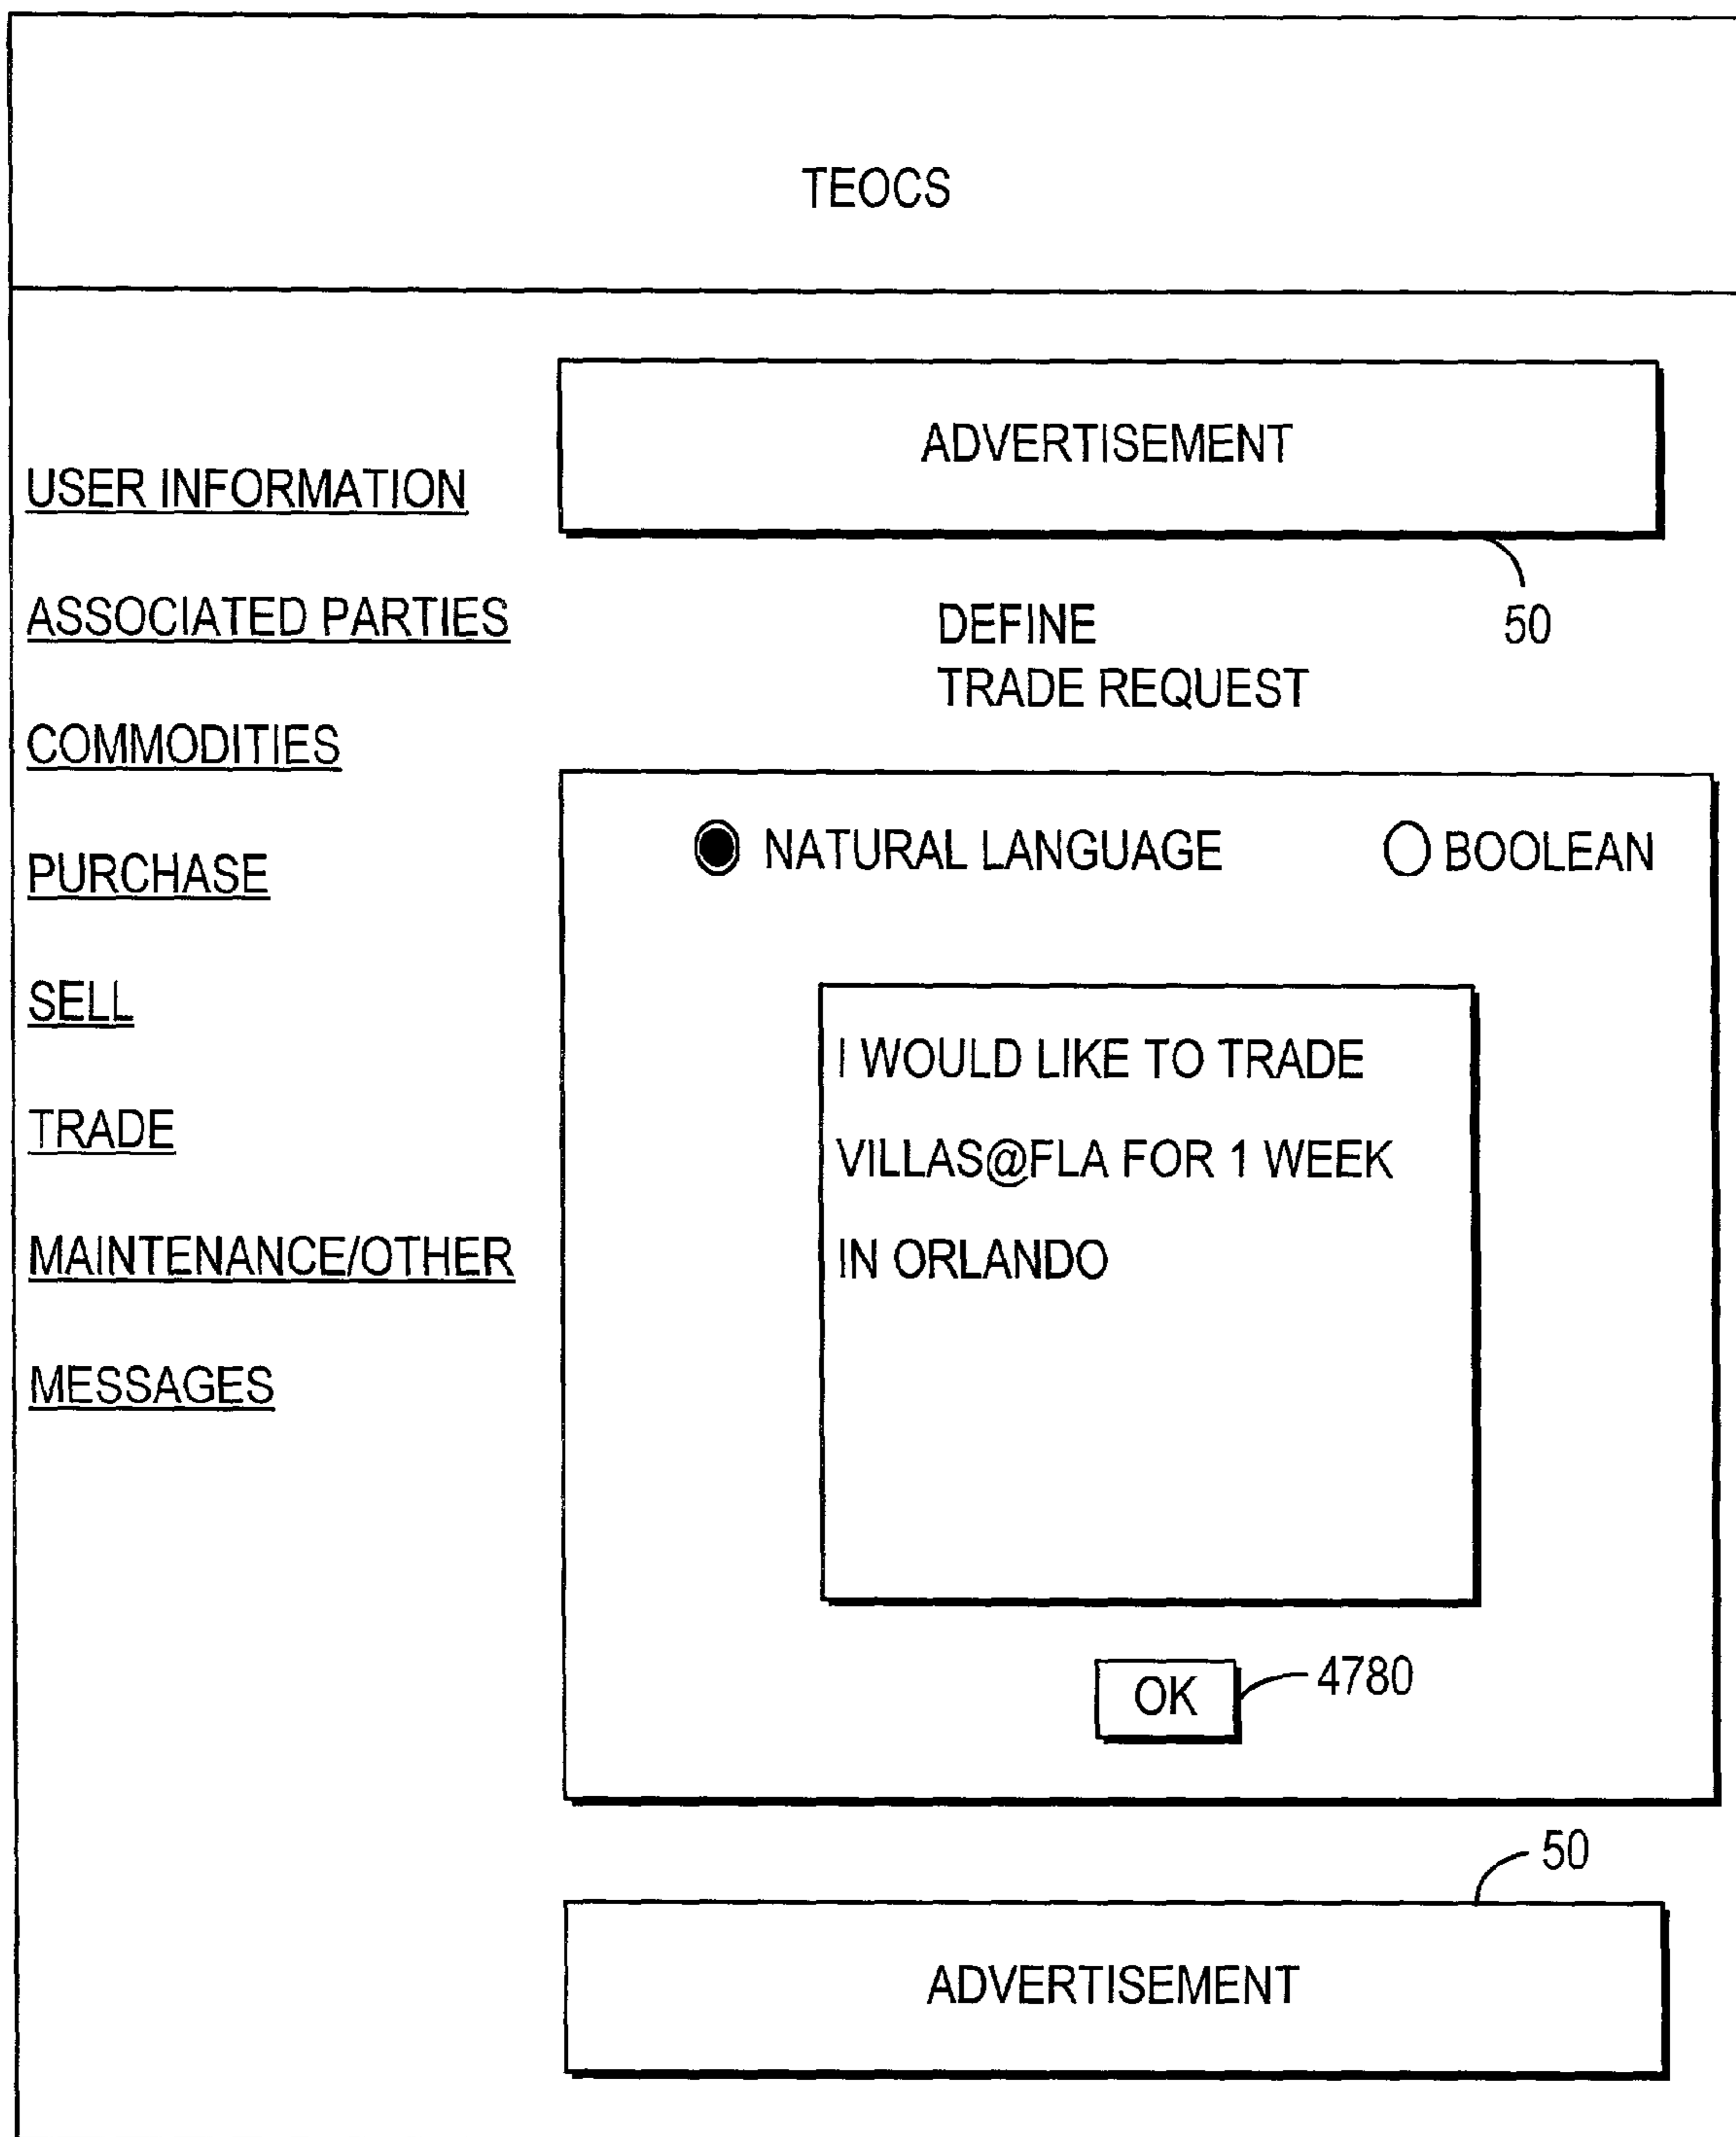 TEOCS
USER INFORMATION
ASSOCIATED PARTIES
COMMODITIES
PURCHASE
SELL
TRADE
MAINTENANCE/OTHER
MESSAGES
ADVERTISEMENT
50
DEFINE
TRADE REQUEST
NATURAL LANGUAGE BOOLEAN
I WOULD LIKE TO TRADE
VILLAS@FLA FOR 1 WEEK
IN ORLANDO
OK 4780
50
ADVERTISEMENT